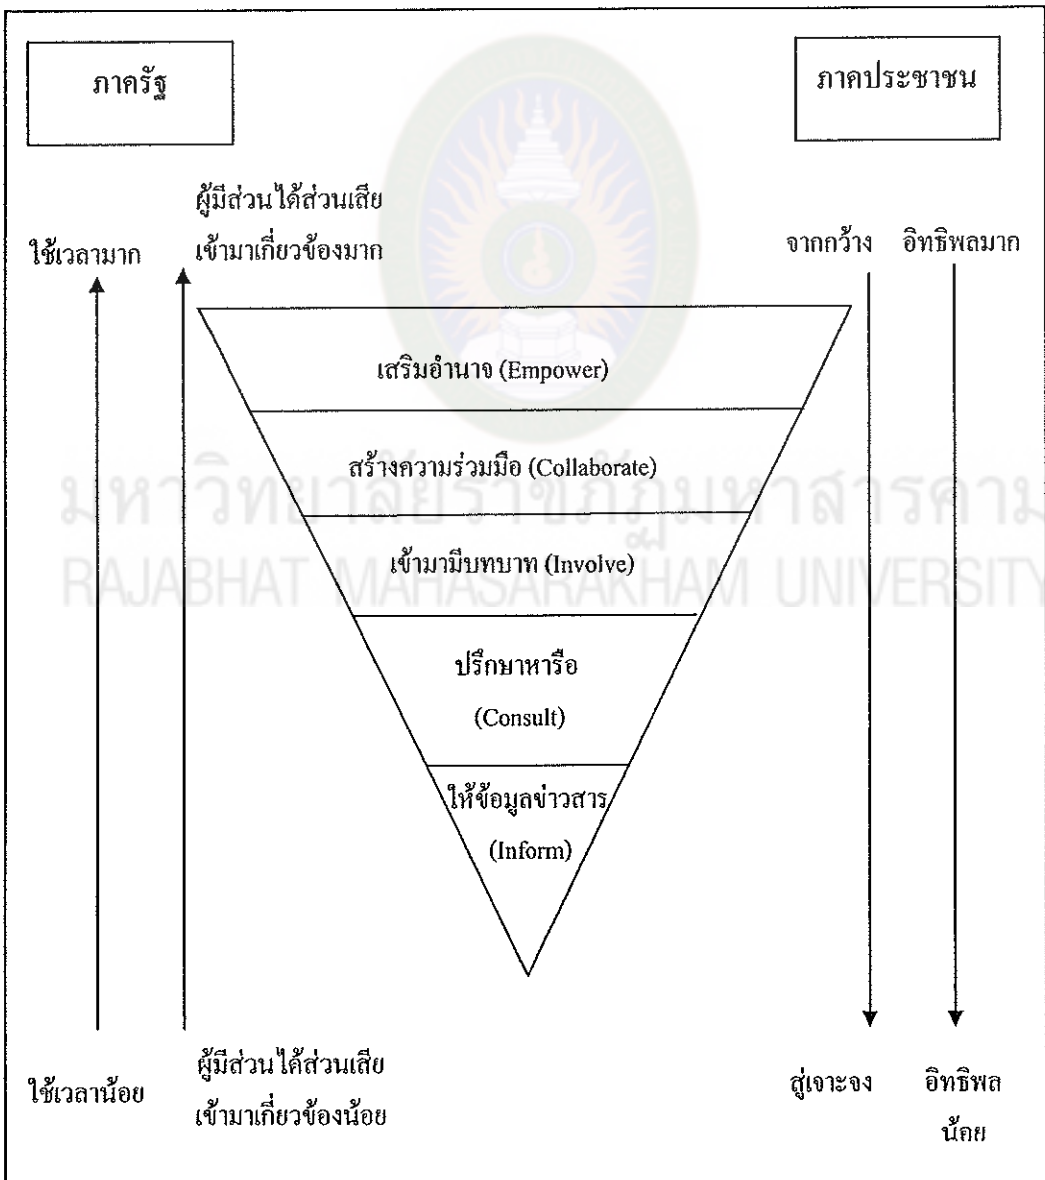 ภาครัฐ
ภาคประชาชน
ผู้มีส่วนได้ส่วนเสีย
เข้ามาเกี่ยวข้องมาก
ใช้เวลามาก
จากกว้าง
อิทธิพลมาก
เสริมอำนาจ (Empower)
สร้างความร่วมมือ (Collaborate)
มหาวิทยาลัยราชภัฏมหาสารคาม
เข้ามามีบทบาท (Involve)
RAJABHAT MAHASARAKHAM UNIVERSITY
ปรึกษาหารือ
(Consult)
ให้ข้อมูลข่าวสาร
(Inform)
ผู้มีส่วนได้ส่วนเสีย
เข้ามาเกี่ยวข้องน้อย
ใช้เวลาน้อย
สู่เจาะจง
อิทธิพล
น้อย